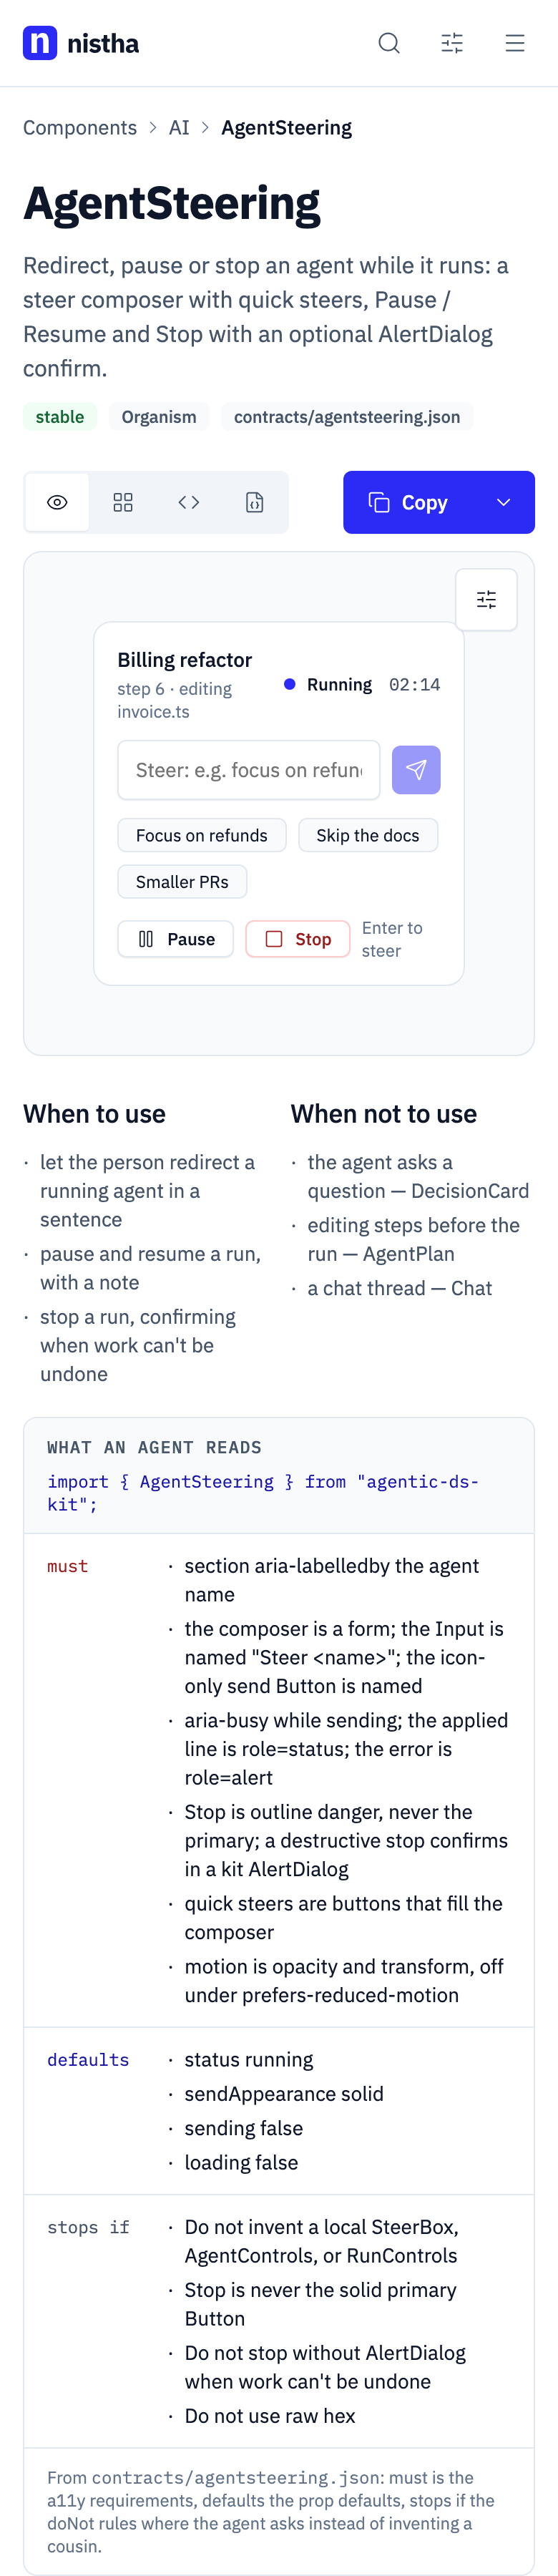 n nistha
Components > AI > AgentSteering
AgentSteering
Redirect, pause or stop an agent while it runs: a
steer composer with quick steers, Pause /
Resume and Stop with an optional AlertDialog
confirm.
stable Organism contracts/agentsteering.json
Copy
Billing refactor
step 6 · editing
invoice.ts
Running 02:14
Steer: e.g. focus on refun
Focus on refunds Skip the docs
Smaller PRs
Pause Stop Enter to
steer
When to use
· let the person redirect a
running agent in a
sentence
· pause and resume a run,
with a note
· stop a run, confirming
when work can't be
undone
When not to use
· the agent asks a
question — DecisionCard
· editing steps before the
run — AgentPlan
· a chat thread — Chat
WHAT AN AGENT READS
import { AgentSteering } from "agentic-ds-
kit";
must
· section aria-labelledby the agent
name
· the composer is a form; the Input is
named "Steer <name>"; the icon-
only send Button is named
· aria-busy while sending; the applied
line is role=status; the error is
role=alert
· Stop is outline danger, never the
primary; a destructive stop confirms
in a kit AlertDialog
· quick steers are buttons that fill the
composer
· motion is opacity and transform, off
under prefers-reduced-motion
defaults
· status running
· sendAppearance solid
· sending false
· loading false
stops if
· Do not invent a local SteerBox,
AgentControls, or RunControls
· Stop is never the solid primary
Button
· Do not stop without AlertDialog
when work can't be undone
· Do not use raw hex
From contracts/agentsteering.json: must is the
a11y requirements, defaults the prop defaults, stops if the
doNot rules where the agent asks instead of inventing a
cousin.